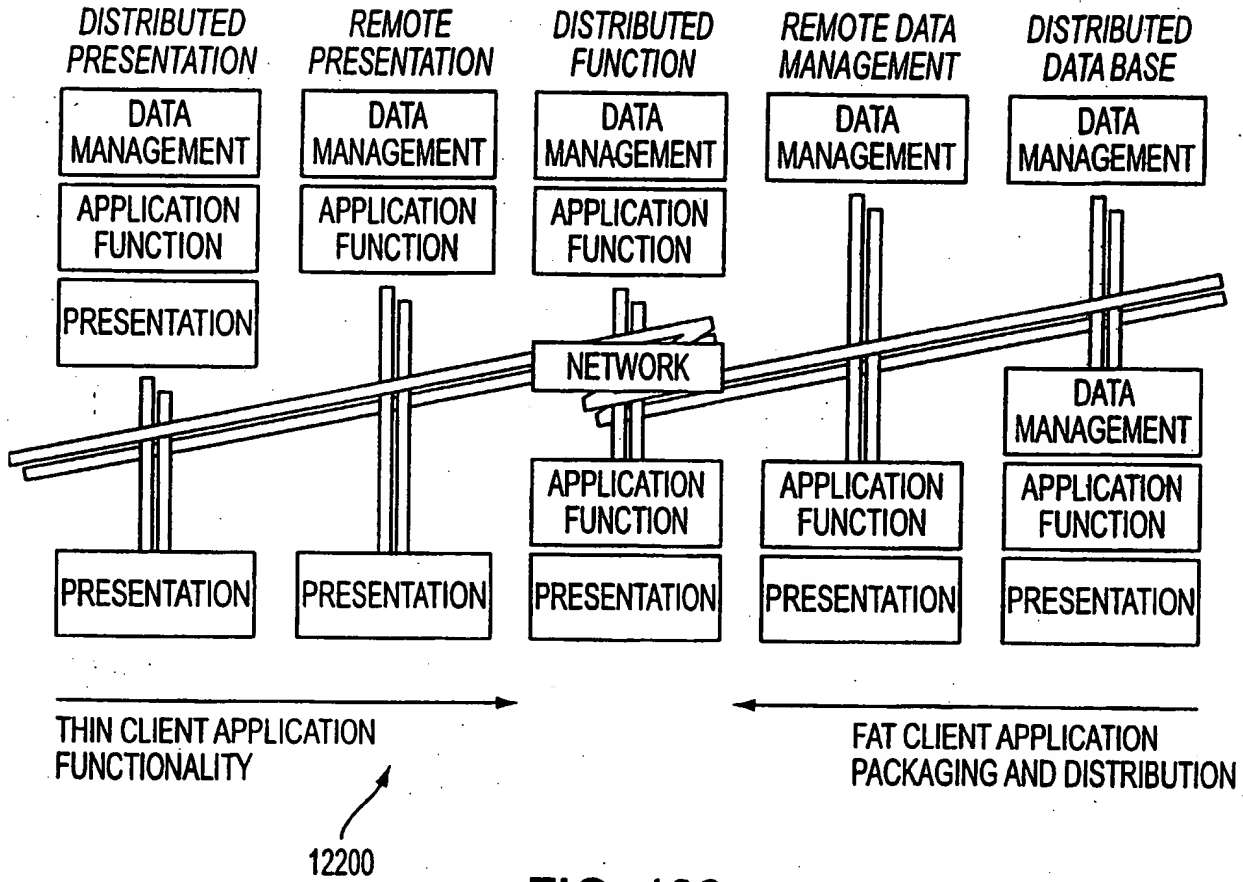 DISTRIBUTED
PRESENTATION
REMOTE
PRESENTATION
DISTRIBUTED
FUNCTION
REMOTE DATA
MANAGEMENT
DISTRIBUTED
DATA BASE
DATA
MANAGEMENT
DATA
MANAGEMENT
DATA
MANAGEMENT
DATA
MANAGEMENT
DATA
MANAGEMENT
APPLICATION
FUNCTION
APPLICATION
FUNCTION
APPLICATION
FUNCTION
PRESENTATION
NETWORK
DATA
MANAGEMENT
APPLICATION
FUNCTION
APPLICATION
FUNCTION
APPLICATION
FUNCTION
PRESENTATION
PRESENTATION
PRESENTATION
PRESENTATION
PRESENTATION
THIN CLIENT APPLICATION
FUNCTIONALITY
FAT CLIENT APPLICATION
PACKAGING AND DISTRIBUTION
12200